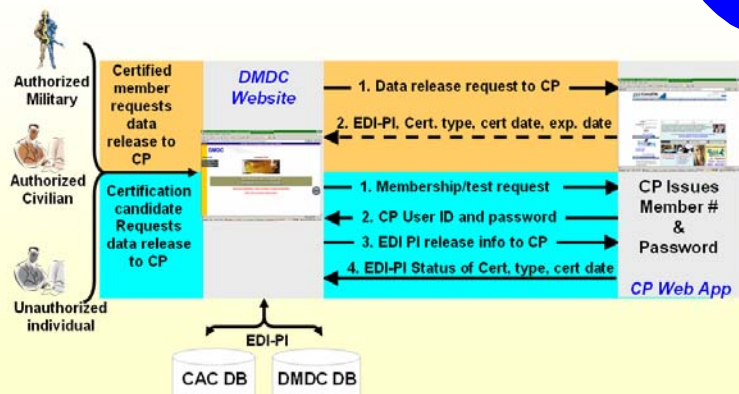 Authorized
Military
Authorized
Civilian
Unauthorized
individual
Certified
member
requests
data
release to
CP
Certification
candidate
Requests
data release
to CP
DMDC
Website
DMDC
EDI-PI
CAC DB
DMDC DB
1. Data release request to CP
2. EDI-PI, Cert. type, cert date, exp. date
1. Membership/test request
2. CP User ID and password
3. EDI PI release info to CP
4. EDI-PI Status of Cert, type, cert date
CP Issues
Member #
&
Password
CP Web App